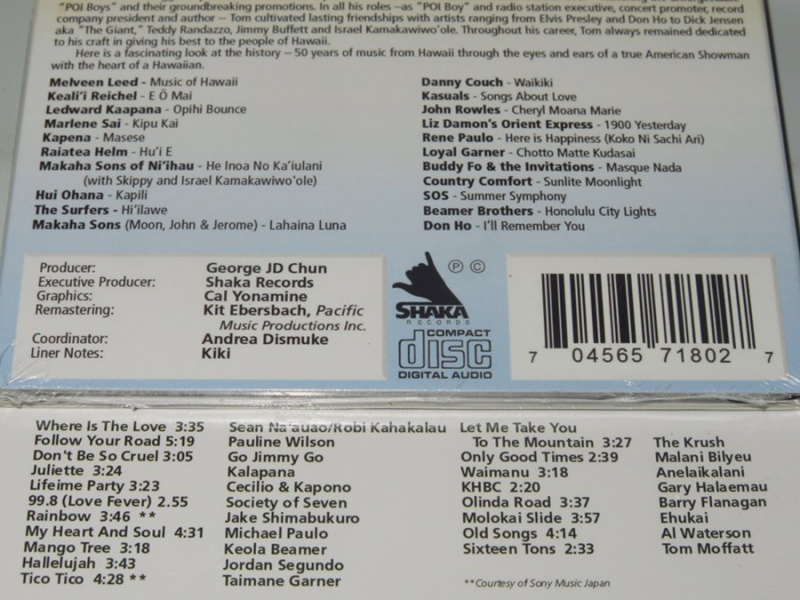 "POI Boys" and their groundbreaking promotions. In all his roles –as "POI Boy" and radio station executive, concert promoter, record
company president and author – Tom cultivated lasting friendships with artists ranging from Elvis Presley and Don Ho to Dick Jensen
aka "The Giant," Teddy Randazzo, Jimmy Buffett and Israel Kamakawiwo'ole. Throughout his career, Tom always remained dedicated
to his craft in giving his best to the people of Hawaii.
Here is a fascinating look at the history – 50 years of music from Hawaii through the eyes and ears of a true American Showman
with the heart of a Hawaiian.
Melveen Leed - Music of Hawaii
Keali'i Reichel - E Ō Mai
Ledward Kaapana - Opihi Bounce
Marlene Sai - Kipu Kai
Kapena - Masese
Raiatea Helm - Hu'i E
Makaha Sons of Ni'ihau - He Inoa No Ka'iulani
(with Skippy and Israel Kamakawiwo'ole)
Hui Ohana - Kapili
The Surfers - Hi'ilawe
Makaha Sons (Moon, John & Jerome) - Lahaina Luna
Danny Couch - Waikiki
Kasuals - Songs About Love
John Rowles - Cheryl Moana Marie
Liz Damon's Orient Express - 1900 Yesterday
Rene Paulo - Here is Happiness (Koko Ni Sachi Ari)
Loyal Garner - Chotto Matte Kudasai
Buddy Fo & the Invitations - Masque Nada
Country Comfort - Sunlite Moonlight
SOS - Summer Symphony
Beamer Brothers - Honolulu City Lights
Don Ho - I'll Remember You
Producer: George JD Chun
Executive Producer: Shaka Records
Graphics: Cal Yonamine
Remastering: Kit Ebersbach, Pacific
Music Productions Inc.
Coordinator: Andrea Dismuke
Liner Notes: Kiki
Ⓟ ©
SHAKA
RECORDS
COMPACT
disc
DIGITAL AUDIO
7 04565 71802 7
Where Is The Love 3:35 Sean Na'auao/Robi Kahakalau
Follow Your Road 5:19 Pauline Wilson
Don't Be So Cruel 3:05 Go Jimmy Go
Juliette 3:24 Kalapana
Lifeime Party 3:23 Cecilio & Kapono
99.8 (Love Fever) 2.55 Society of Seven
Rainbow 3:46 ** Jake Shimabukuro
My Heart And Soul 4:31 Michael Paulo
Mango Tree 3:18 Keola Beamer
Hallelujah 3:43 Jordan Segundo
Tico Tico 4:28 ** Taimane Garner
Let Me Take You
To The Mountain 3:27 The Krush
Only Good Times 2:39 Malani Bilyeu
Waimanu 3:18 Anelaikalani
KHBC 2:20 Gary Halaemau
Olinda Road 3:37 Barry Flanagan
Molokai Slide 3:57 Ehukai
Old Songs 4:14 Al Waterson
Sixteen Tons 2:33 Tom Moffatt
**Courtesy of Sony Music Japan